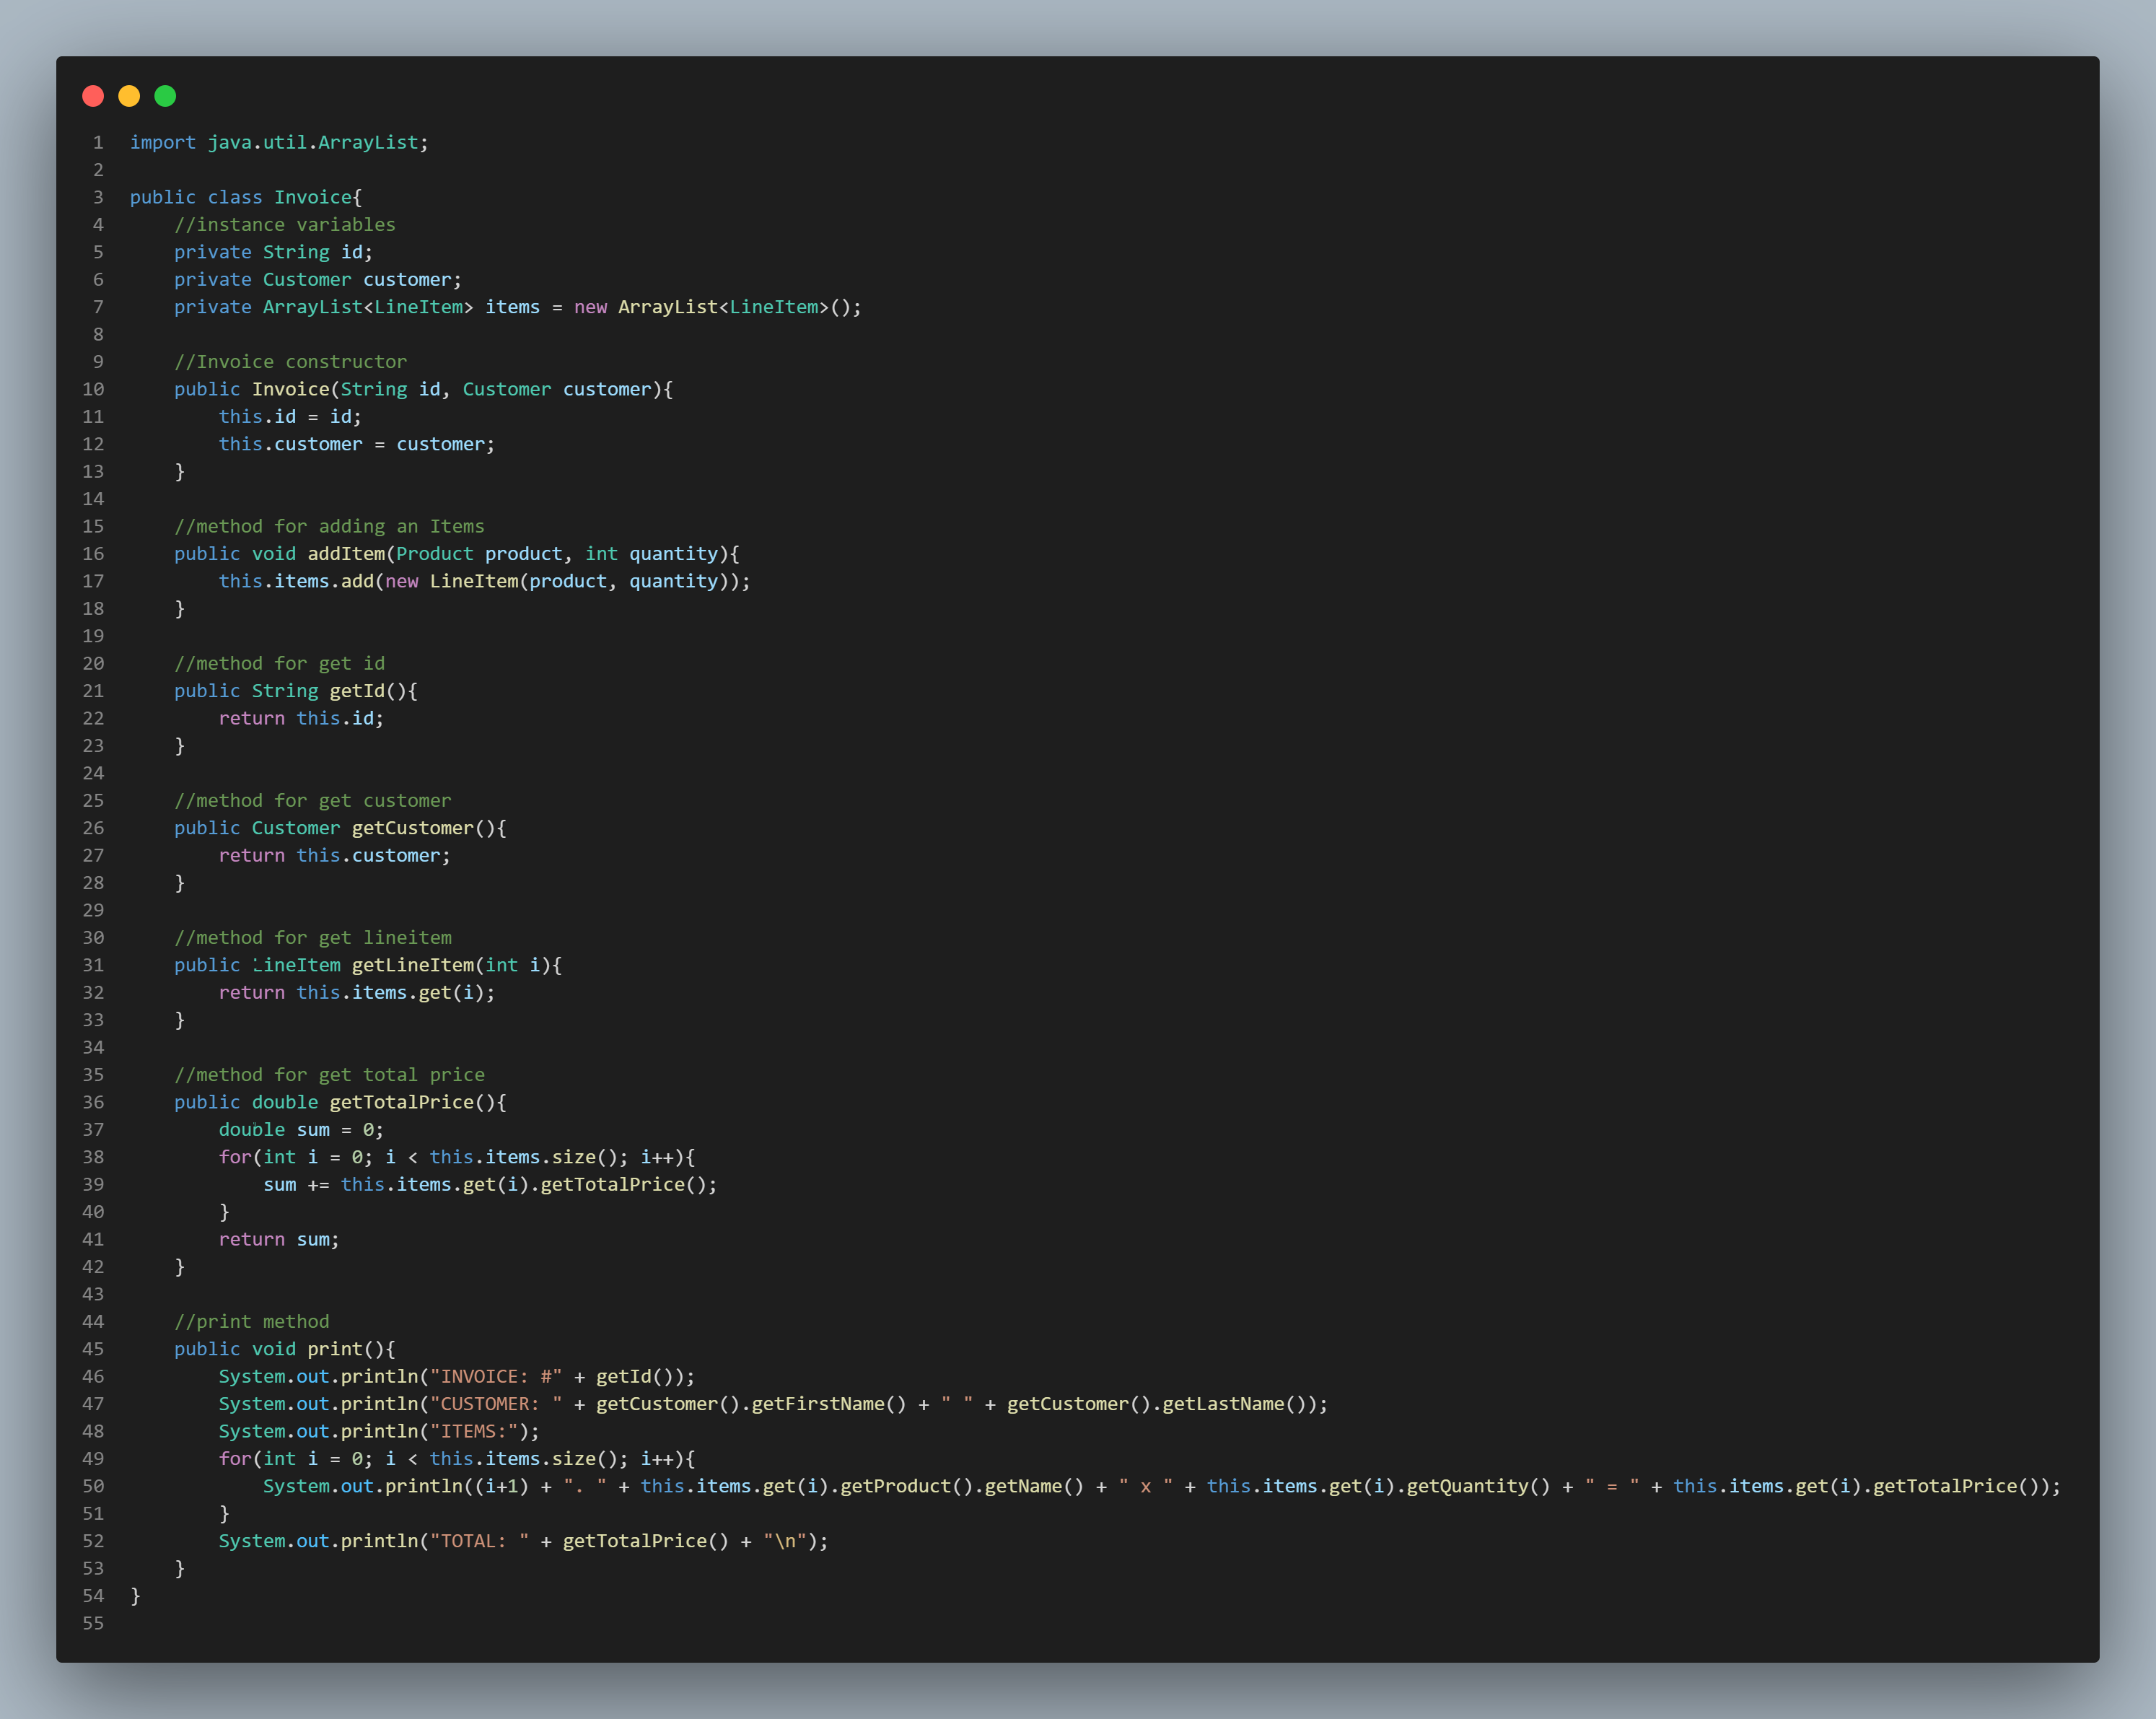 1 import java.util.ArrayList;
2
3 public class Invoice{
4     //instance variables
5     private String id;
6     private Customer customer;
7     private ArrayList<LineItem> items = new ArrayList<LineItem>();
8
9     //Invoice constructor
10     public Invoice(String id, Customer customer){
11         this.id = id;
12         this.customer = customer;
13     }
14
15     //method for adding an Items
16     public void addItem(Product product, int quantity){
17         this.items.add(new LineItem(product, quantity));
18     }
19
20     //method for get id
21     public String getId(){
22         return this.id;
23     }
24
25     //method for get customer
26     public Customer getCustomer(){
27         return this.customer;
28     }
29
30     //method for get lineitem
31     public LineItem getLineItem(int i){
32         return this.items.get(i);
33     }
34
35     //method for get total price
36     public double getTotalPrice(){
37         double sum = 0;
38         for(int i = 0; i < this.items.size(); i++){
39             sum += this.items.get(i).getTotalPrice();
40         }
41         return sum;
42     }
43
44     //print method
45     public void print(){
46         System.out.println("INVOICE: #" + getId());
47         System.out.println("CUSTOMER: " + getCustomer().getFirstName() + " " + getCustomer().getLastName());
48         System.out.println("ITEMS:");
49         for(int i = 0; i < this.items.size(); i++){
50             System.out.println((i+1) + ". " + this.items.get(i).getProduct().getName() + " x " + this.items.get(i).getQuantity() + " = " + this.items.get(i).getTotalPrice());
51         }
52         System.out.println("TOTAL: " + getTotalPrice() + "\n");
53     }
54 }
55